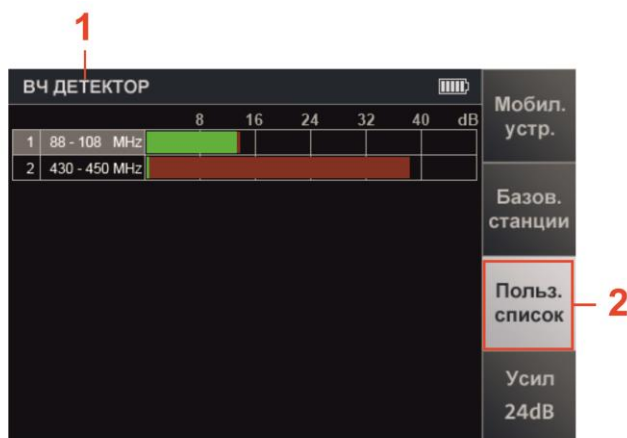 1
ВЧ ДЕТЕКТОР
8 16 24 32 40 dB
1 88 - 108 MHz
2 430 - 450 MHz
Мобил.
устр.
Базов.
станции
Польз.
список
2
Усил
24dB